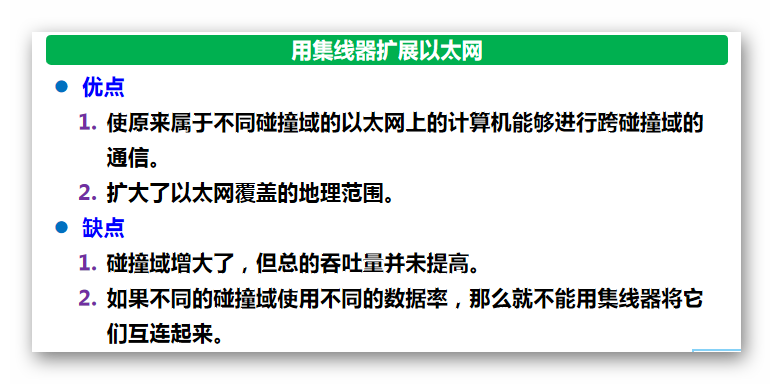 用集线器扩展以太网
● 优点
1. 使原来属于不同碰撞域的以太网上的计算机能够进行跨碰撞域的
通信。
2. 扩大了以太网覆盖的地理范围。
● 缺点
1. 碰撞域增大了，但总的吞吐量并未提高。
2. 如果不同的碰撞域使用不同的数据率，那么就不能用集线器将它
们互连起来。